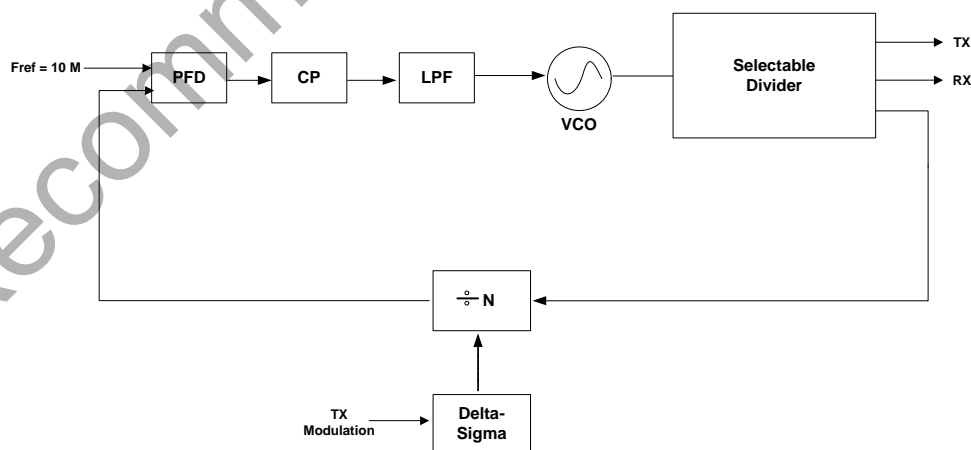 Fref = 10 M
PFD
CP
LPF
VCO
Selectable
Divider
TX
RX
÷ N
TX
Modulation
Delta-
Sigma